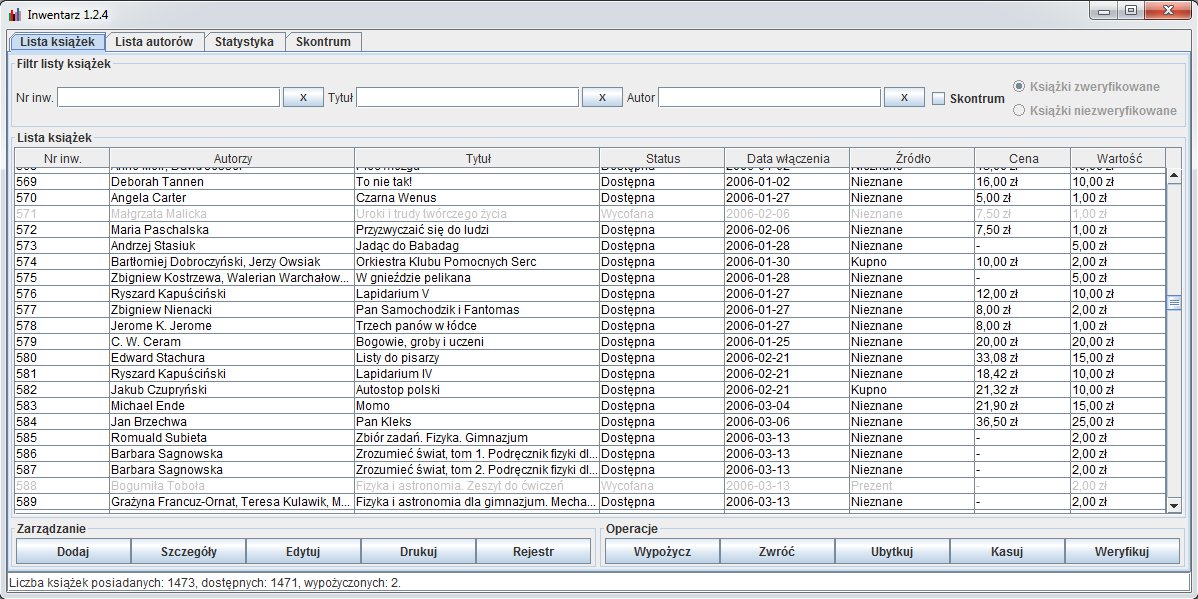 Inwentarz 1.2.4
Lista książek Lista autorów Statystyka Skontrum
Filtr listy książek
Nr inw. x Tytuł x Autor x Skontrum Książki zweryfikowane
Książki niezweryfikowane
Lista książek
Nr inw. Autorzy Tytuł Status Data włączenia Źródło Cena Wartość
569 Deborah Tannen To nie tak! Dostępna 2006-01-02 Nieznane 16,00 zł 10,00 zł
570 Angela Carter Czarna Wenus Dostępna 2006-01-27 Nieznane 5,00 zł 1,00 zł
571 Małgrzata Malicka Uroki i trudy twórczego życia Wycofana 2006-02-06 Nieznane 7,50 zł 1,00 zł
572 Maria Paschalska Przyzwyczaić się do ludzi Dostępna 2006-02-06 Nieznane 7,50 zł 1,00 zł
573 Andrzej Stasiuk Jadąc do Babadag Dostępna 2006-01-28 Nieznane - 5,00 zł
574 Bartłomiej Dobroczyński, Jerzy Owsiak Orkiestra Klubu Pomocnych Serc Dostępna 2006-01-30 Kupno 10,00 zł 2,00 zł
575 Zbigniew Kostrzewa, Walerian Warchałow... W gnieździe pelikana Dostępna 2006-01-28 Nieznane - 5,00 zł
576 Ryszard Kapuściński Lapidarium V Dostępna 2006-01-27 Nieznane 12,00 zł 10,00 zł
577 Zbigniew Nienacki Pan Samochodzik i Fantomas Dostępna 2006-01-27 Nieznane 8,00 zł 2,00 zł
578 Jerome K. Jerome Trzech panów w łódce Dostępna 2006-01-27 Nieznane 8,00 zł 1,00 zł
579 C. W. Ceram Bogowie, groby i uczeni Dostępna 2006-01-25 Nieznane 20,00 zł 20,00 zł
580 Edward Stachura Listy do pisarzy Dostępna 2006-02-21 Nieznane 33,08 zł 15,00 zł
581 Ryszard Kapuściński Lapidarium IV Dostępna 2006-02-21 Nieznane 18,42 zł 10,00 zł
582 Jakub Czupryński Autostop polski Dostępna 2006-02-21 Kupno 21,32 zł 10,00 zł
583 Michael Ende Momo Dostępna 2006-03-04 Nieznane 21,90 zł 15,00 zł
584 Jan Brzechwa Pan Kleks Dostępna 2006-03-06 Nieznane 36,50 zł 25,00 zł
585 Romuald Subieta Zbiór zadań. Fizyka. Gimnazjum Dostępna 2006-03-13 Nieznane - 2,00 zł
586 Barbara Sagnowska Zrozumieć świat, tom 1. Podręcznik fizyki dl... Dostępna 2006-03-13 Nieznane - 2,00 zł
587 Barbara Sagnowska Zrozumieć świat, tom 2. Podręcznik fizyki dl... Dostępna 2006-03-13 Nieznane - 2,00 zł
588 Bogumiła Toboła Fizyka i astronomia. Zeszyt do ćwiczeń Wycofana 2006-03-13 Prezent - 2,00 zł
589 Grażyna Francuz-Ornat, Teresa Kulawik, M... Fizyka i astronomia dla gimnazjum. Mecha... Dostępna 2006-03-13 Nieznane - 2,00 zł
Zarządzanie Operacje
Dodaj Szczegóły Edytuj Drukuj Rejestr Wypożycz Zwróć Ubytkuj Kasuj Weryfikuj
Liczba książek posiadanych: 1473, dostępnych: 1471, wypożyczonych: 2.